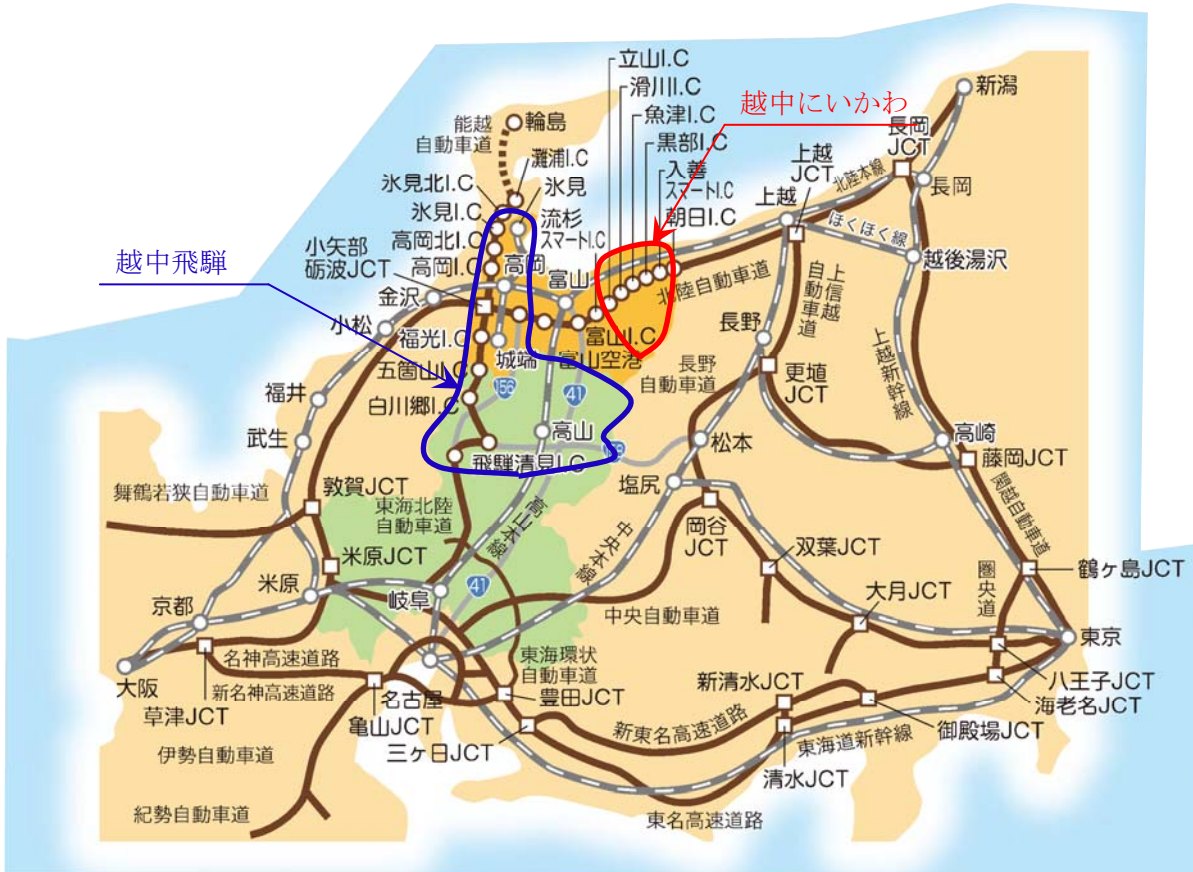 立山I.C
滑川I.C
魚津I.C
黒部I.C
入善
スマートI.C
朝日I.C
越中にいかわ
新潟
長岡
JCT
上越
JCT
北陸本線
長岡
上越
ほくほく線
越後湯沢
能越
自動車道
輪島
灘浦I.C
氷見北I.C
氷見
氷見I.C
流杉
スマートI.C
高岡北I.C
小矢部
砺波JCT
高岡I.C
高岡
富山
越中飛騨
金沢
北陸自動車道
上信越
自動車道
小松
福光I.C
城端
富山I.C
富山空港
長野
長野
自動車道
更埴
JCT
上越新幹線
五箇山I.C
156
41
福井
白川郷I.C
武生
高山
松本
高崎
飛騨清見I.C
藤岡JCT
塩尻
舞鶴若狭自動車道
敦賀JCT
東海北陸
自動車道
高山本線
中央本線
岡谷
JCT
関越自動車道
双葉JCT
米原JCT
圏央道
鶴ヶ島JCT
米原
岐阜
41
京都
中央自動車道
大月JCT
東京
名神高速道路
東海環状
自動車道
大阪
新名神高速道路
草津JCT
名古屋
豊田JCT
新清水JCT
八王子JCT
海老名JCT
亀山JCT
新東名高速道路
東海道新幹線
御殿場JCT
伊勢自動車道
三ヶ日JCT
清水JCT
紀勢自動車道
東名高速道路